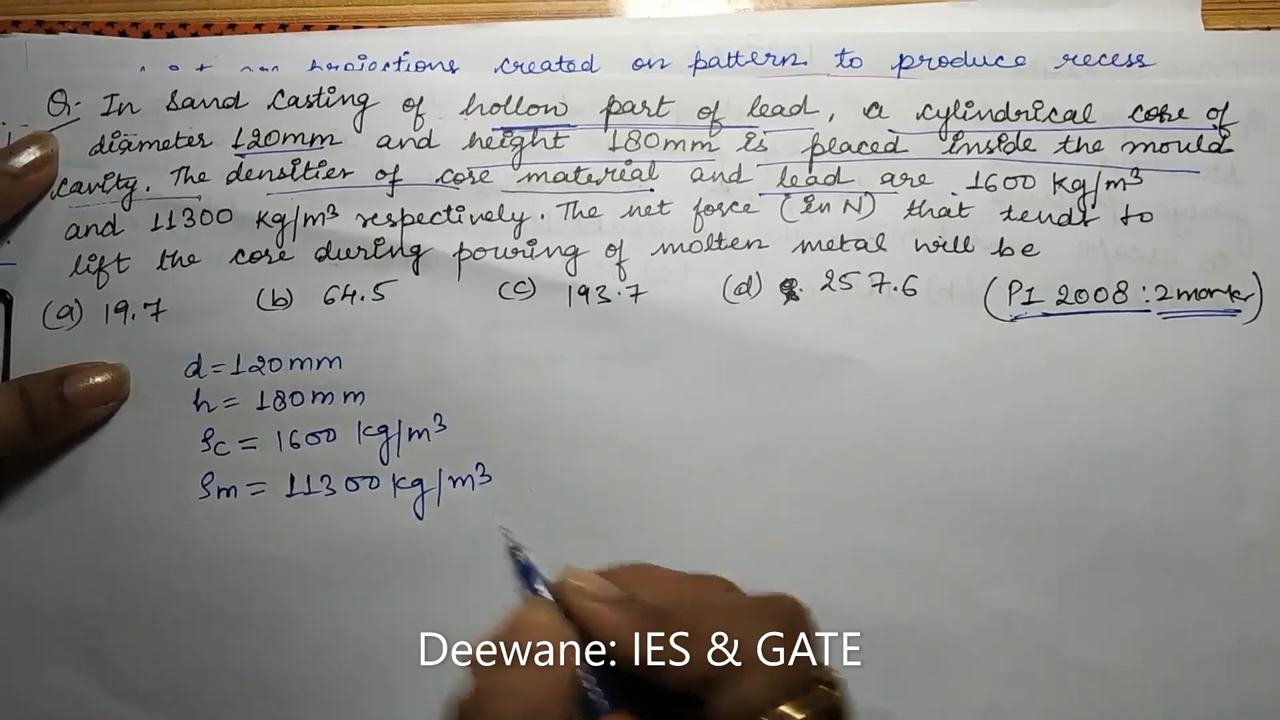 projections created on pattern to produce recess
Q. In Sand Casting of hollow part of lead, a cylindrical core of
diameter 120mm and height 180mm is placed inside the mould
cavity. The densities of core material and lead are 1600 Kg/m³
and 11300 Kg/m³ respectively. The net force (in N) that tends to
lift the core during pouring of molten metal will be
(a) 19.7 (b) 64.5 (c) 193.7 (d) 257.6 (PI 2008 : 2 marks)
d = 120mm
h = 180mm
ρc = 1600 kg/m³
ρm = 11300 kg/m³
Deewane: IES & GATE